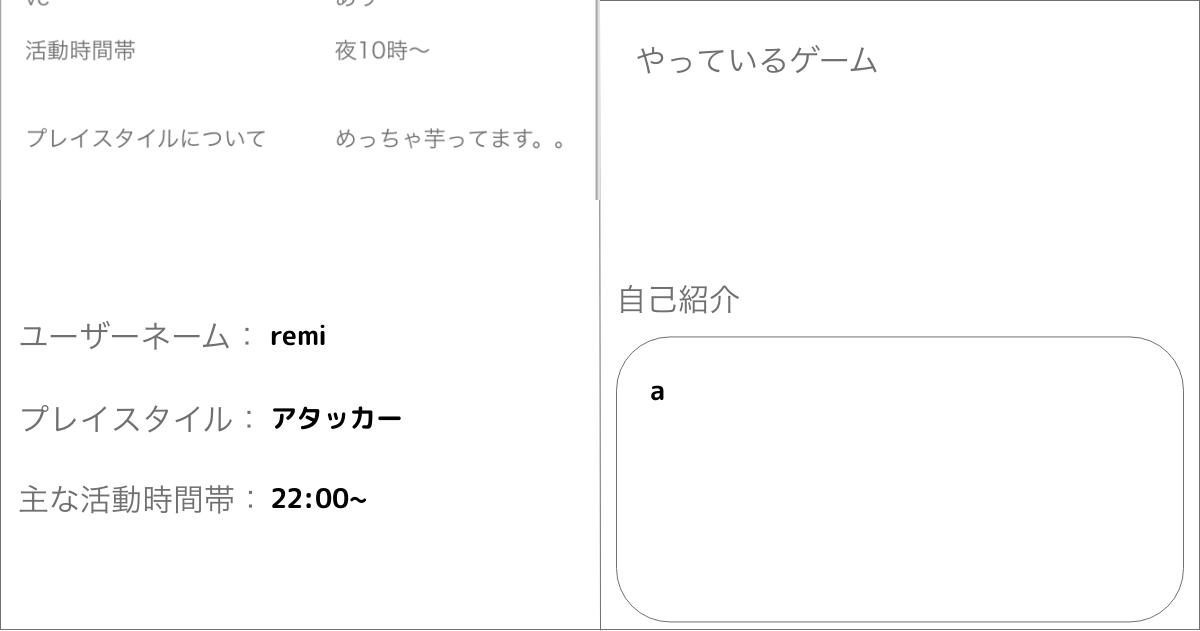 活動時間帯 夜10時～
プレイスタイルについて めっちゃ芋ってます。。
ユーザーネーム： remi
プレイスタイル： アタッカー
主な活動時間帯： 22:00~
やっているゲーム
自己紹介
a